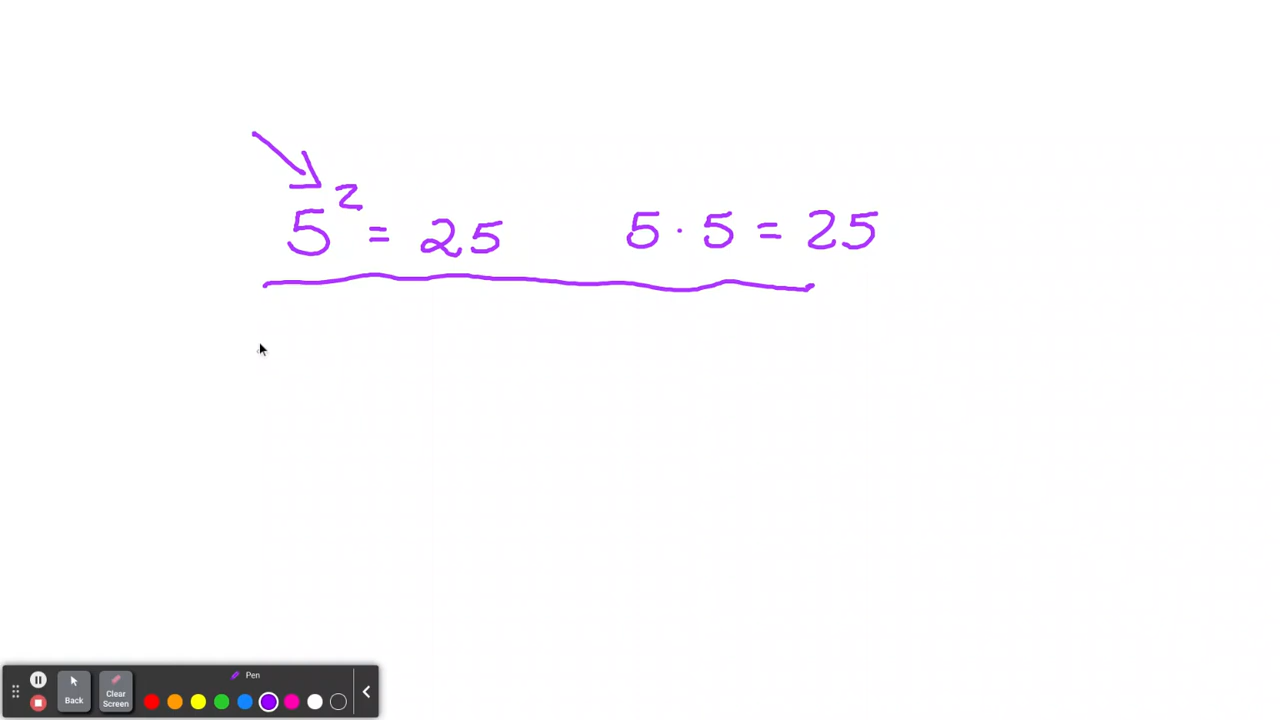 5² = 25 5 · 5 = 25
Pen
Back
Clear
Screen